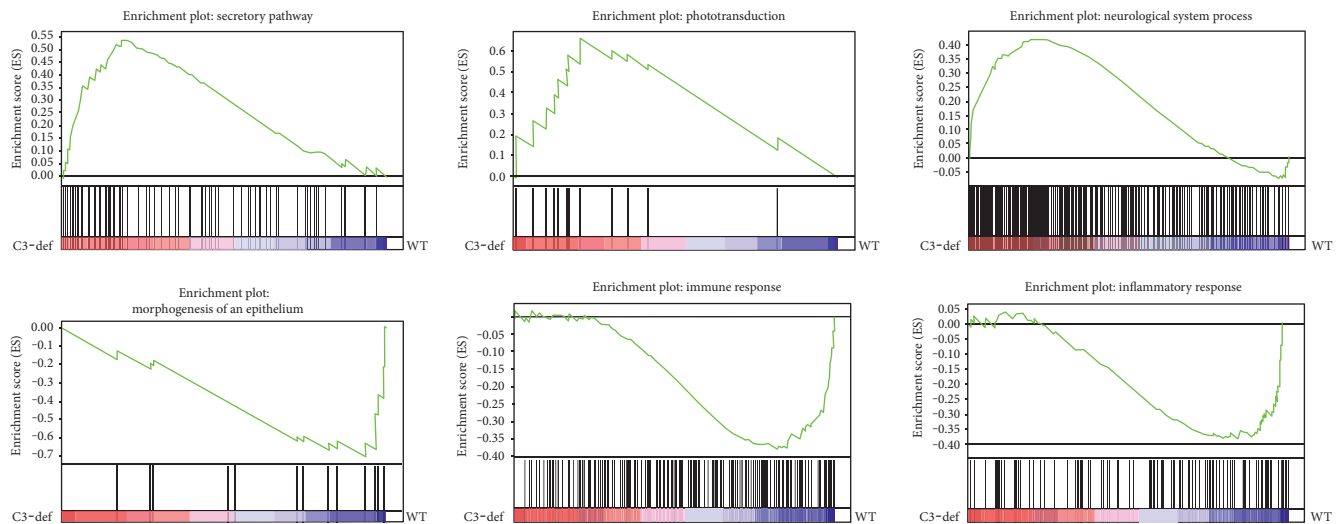 Enrichment plot: secretory pathway
Enrichment score (ES)
0.55
0.50
0.45
0.40
0.35
0.30
0.25
0.20
0.15
0.10
0.05
0.00
C3-def
WT
Enrichment plot: phototransduction
Enrichment score (ES)
0.6
0.5
0.4
0.3
0.2
0.1
0.0
C3-def
WT
Enrichment plot: neurological system process
Enrichment score (ES)
0.40
0.35
0.30
0.25
0.20
0.15
0.10
0.05
0.00
−0.05
C3-def
WT
Enrichment plot:
morphogenesis of an epithelium
Enrichment score (ES)
0.00
−0.1
−0.2
−0.3
−0.4
−0.5
−0.6
−0.7
C3-def
WT
Enrichment plot: immune response
Enrichment score (ES)
−0.05
−0.10
−0.15
−0.20
−0.25
−0.30
−0.35
−0.40
C3-def
WT
Enrichment plot: inflammatory response
Enrichment score (ES)
0.05
0.00
−0.05
−0.10
−0.15
−0.20
−0.25
−0.30
−0.35
−0.40
C3-def
WT